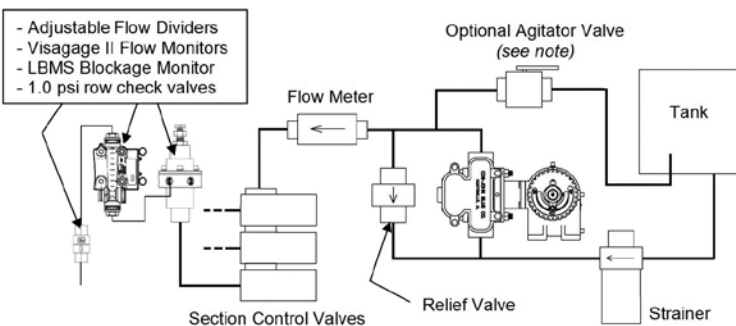 - Adjustable Flow Dividers
- Visagage II Flow Monitors
- LBMS Blockage Monitor
- 1.0 psi row check valves
Optional Agitator Valve
(see note)
Flow Meter
Tank
Relief Valve
Strainer
Section Control Valves